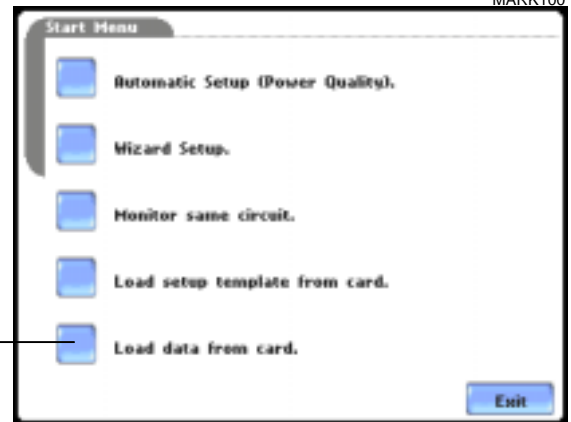 Start Menu
Automatic Setup (Power Quality).
Wizard Setup.
Monitor same circuit.
Load setup template from card.
Load data from card.
Exit